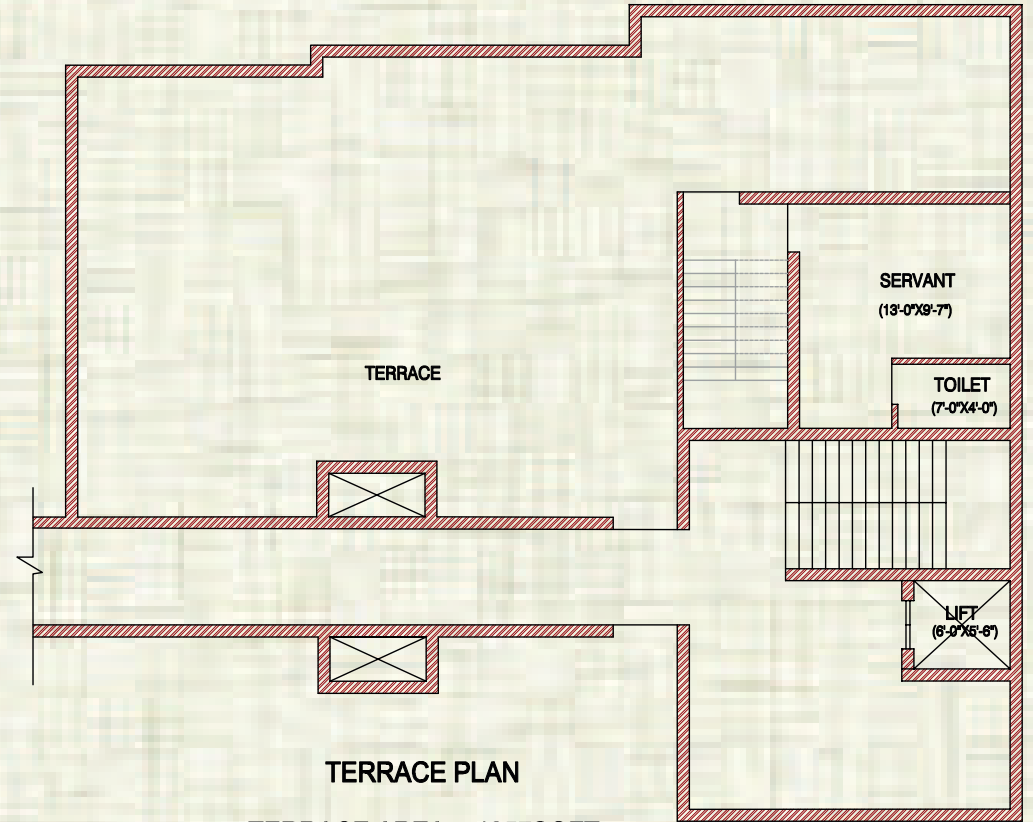 SERVANT
(13'-0"X9'-7")
TERRACE
TOILET
(7'-0"X4'-0")
LIFT
(6'-0"X5'-6")
TERRACE PLAN